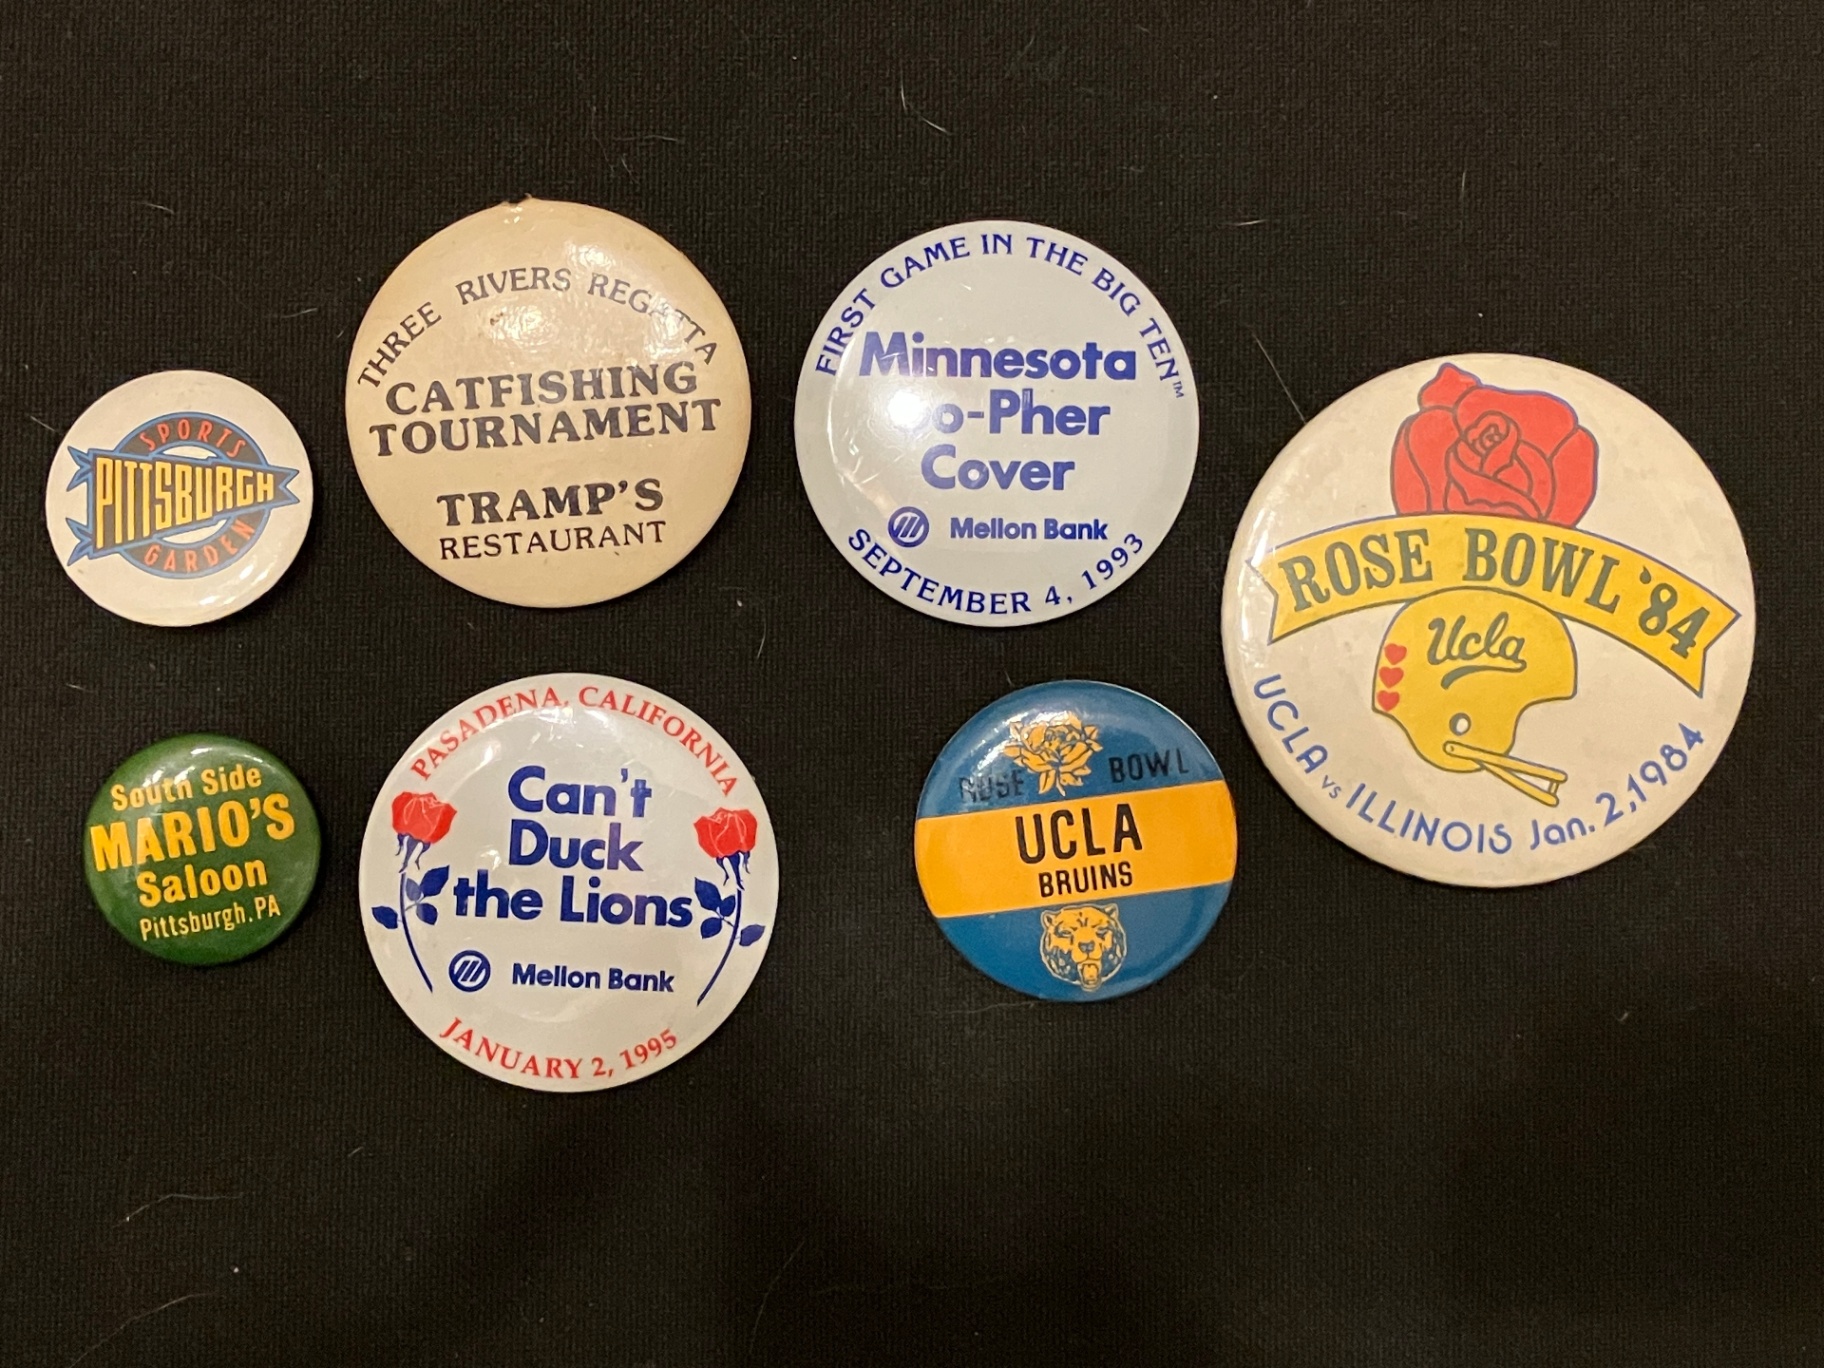 SPORTS
PITTSBURGH
GARDEN
THREE RIVERS REGATTA
CATFISHING
TOURNAMENT
TRAMP'S
RESTAURANT
FIRST GAME IN THE BIG TEN™
Minnesota
o-Pher
Cover
Mellon Bank
SEPTEMBER 4, 1993
ROSE BOWL '84
Ucla
UCLA vs ILLINOIS Jan. 2, 1984
South Side
MARIO'S
Saloon
Pittsburgh, PA
PASADENA, CALIFORNIA
Can't
Duck
the Lions
Mellon Bank
JANUARY 2, 1995
ROSE BOWL
UCLA
BRUINS